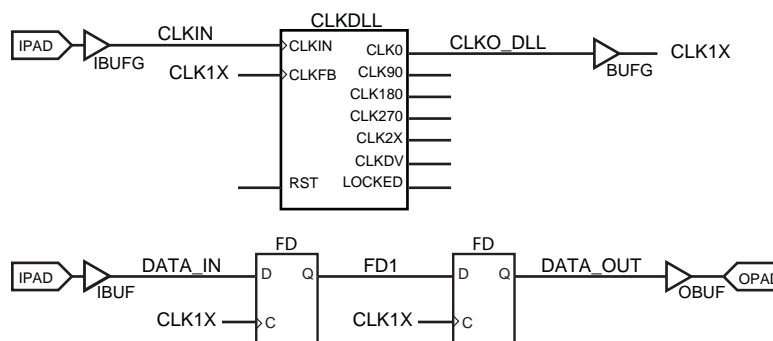 CLKDLL
IPAD
IBUFG
CLKIN
CLKIN
CLK0
CLKO_DLL
BUFG
CLK1X
CLK1X
CLKFB
CLK90
CLK180
CLK270
CLK2X
CLKDV
RST
LOCKED
FD
FD
IPAD
IBUF
DATA_IN
D
Q
FD1
D
Q
DATA_OUT
OBUF
OPAD
CLK1X
C
CLK1X
C